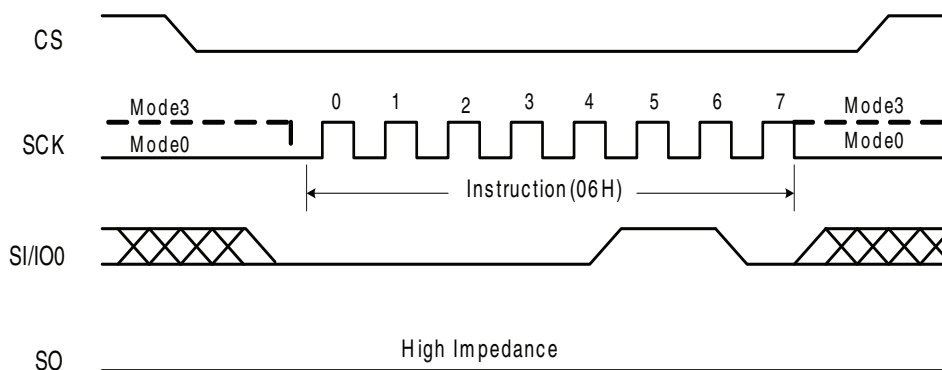 CS
0 1 2 3 4 5 6 7
Mode3 Mode3
SCK
Mode0 Mode0
Instruction(06H)
SI/IO0
High Impedance
SO